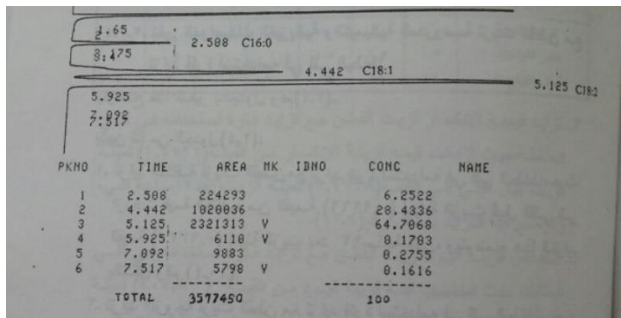 1.65
2.508 C16:0
4.442 C18:1
5.125 C18:2
5.925
7.092
7.517
PKNO TIME AREA MK IDNO CONC NAME
1 2.508 224293 6.2522
2 4.442 1020036 28.4336
3 5.125 2321313 V 64.7068
4 5.925 6110 V 0.1703
5 7.092 9883 0.2755
6 7.517 5798 V 0.1616
TOTAL 3577450 100